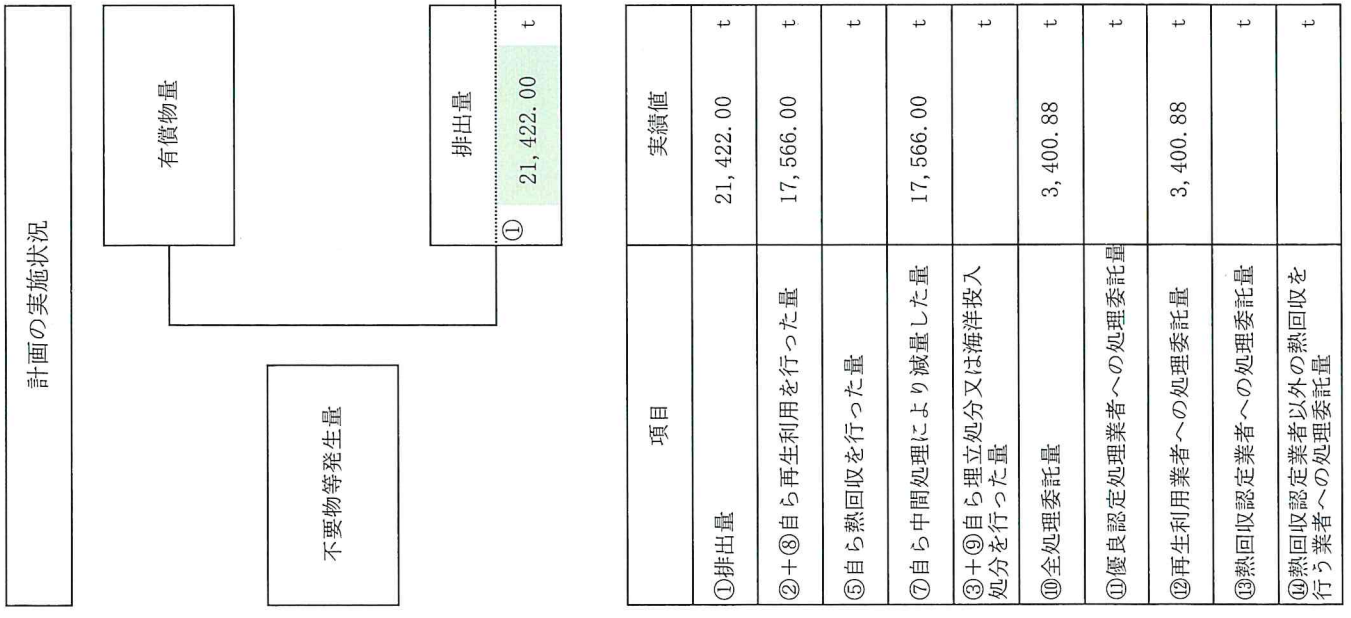 計画の実施状況
有償物量
不要物等発生量
排出量
① 21,422.00 t
項目 実績値
①排出量 21,422.00 t
②+⑧自ら再生利用を行った量 17,566.00 t
⑤自ら熱回収を行った量 t
⑦自ら中間処理により減量した量 17,566.00 t
③+⑨自ら埋立処分又は海洋投入
処分を行った量 t
⑩全処理委託量 3,400.88 t
⑪優良認定処理業者への処理委託量 t
⑫再生利用業者への処理委託量 3,400.88 t
⑬熱回収認定業者への処理委託量 t
⑭熱回収認定業者以外の熱回収を
行う業者への処理委託量 t